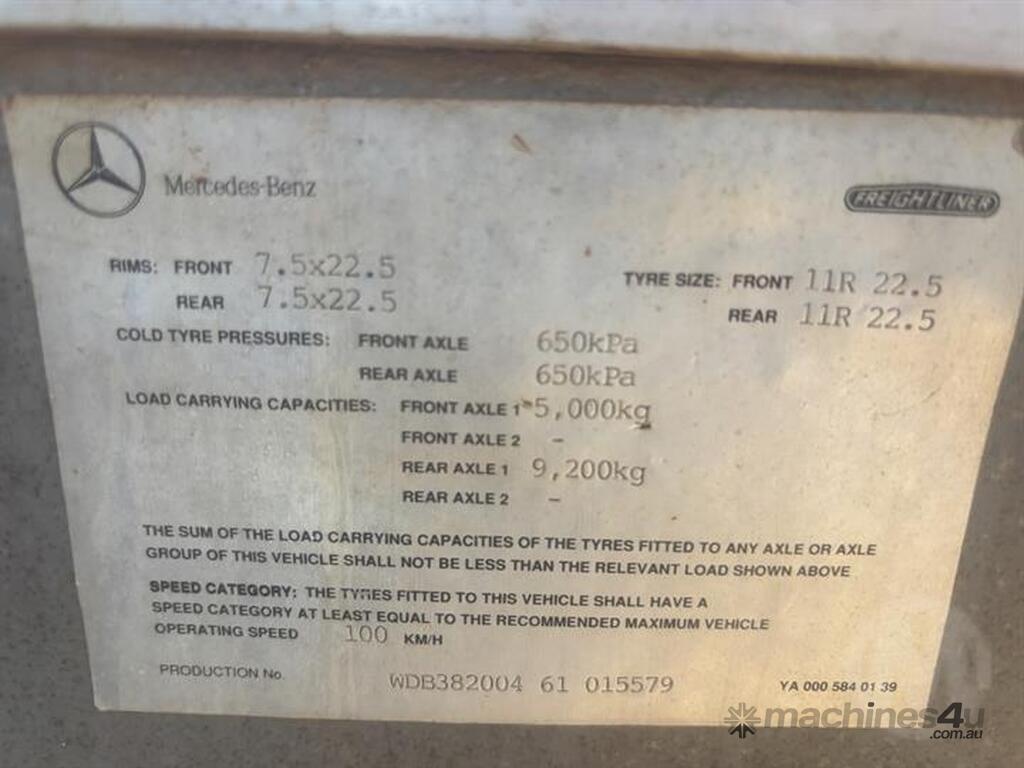 Mercedes-Benz
FREIGHTLINER
RIMS: FRONT 7.5x22.5
REAR 7.5x22.5
TYRE SIZE: FRONT 11R 22.5
REAR 11R 22.5
COLD TYRE PRESSURES: FRONT AXLE 650kPa
REAR AXLE 650kPa
LOAD CARRYING CAPACITIES: FRONT AXLE 1 5,000kg
FRONT AXLE 2 –
REAR AXLE 1 9,200kg
REAR AXLE 2 –
THE SUM OF THE LOAD CARRYING CAPACITIES OF THE TYRES FITTED TO ANY AXLE OR AXLE
GROUP OF THIS VEHICLE SHALL NOT BE LESS THAN THE RELEVANT LOAD SHOWN ABOVE
SPEED CATEGORY: THE TYRES FITTED TO THIS VEHICLE SHALL HAVE A
SPEED CATEGORY AT LEAST EQUAL TO THE RECOMMENDED MAXIMUM VEHICLE
OPERATING SPEED 100 KM/H
PRODUCTION No. WDB382004 61 015579
YA 000 584 01 39
machines4u
.com.au